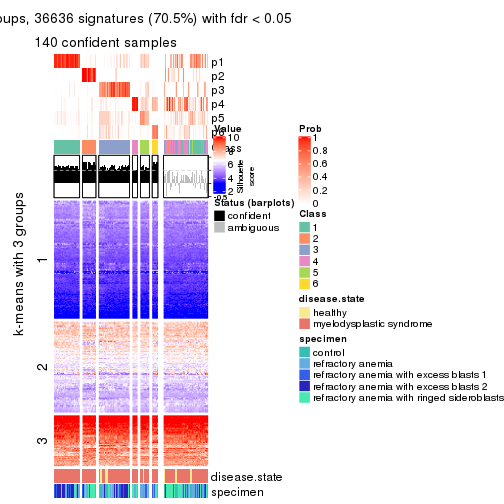 oups, 36636 signatures (70.5%) with fdr < 0.05
140 confident samples
p1
p2
p3
p4
p5
Class
Silhouette
score
k-means with 3 groups
1
2
3
disease.state
specimen
Value
10
8
6
4
2
Status (barplots)
confident
ambiguous
Prob
1
0.8
0.6
0.4
0.2
0
Class
1
2
3
4
5
6
disease.state
healthy
myelodysplastic syndrome
specimen
control
refractory anemia
refractory anemia with excess blasts 1
refractory anemia with excess blasts 2
refractory anemia with ringed sideroblasts